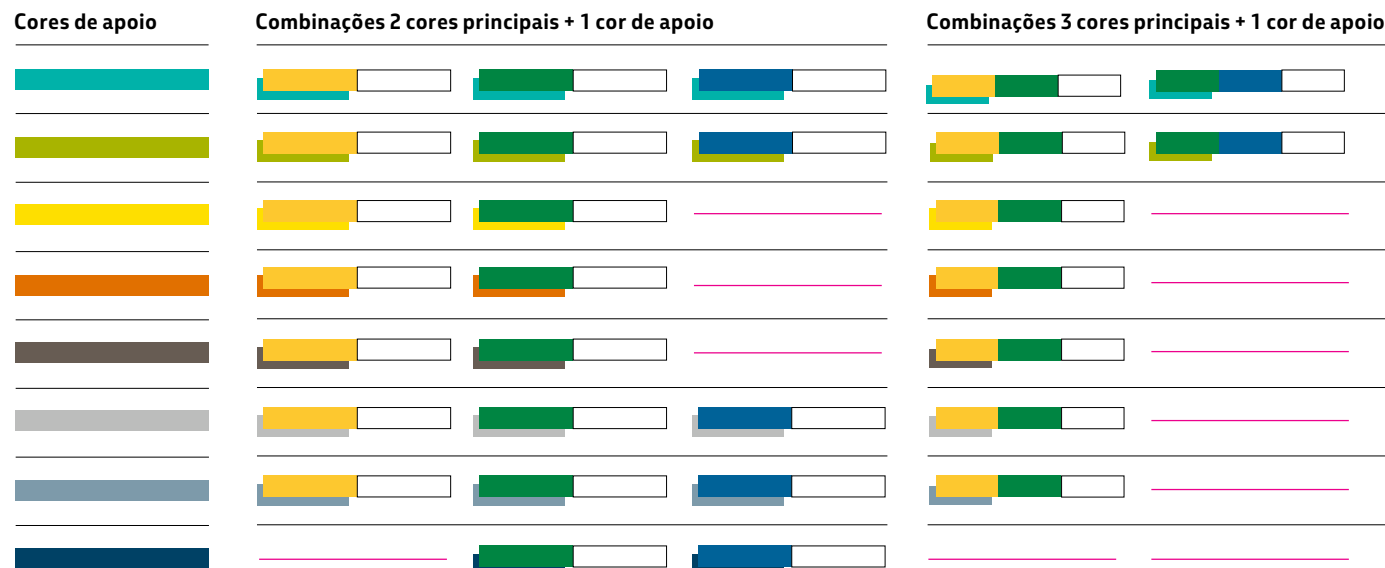 Cores de apoio
Combinações 2 cores principais + 1 cor de apoio
Combinações 3 cores principais + 1 cor de apoio